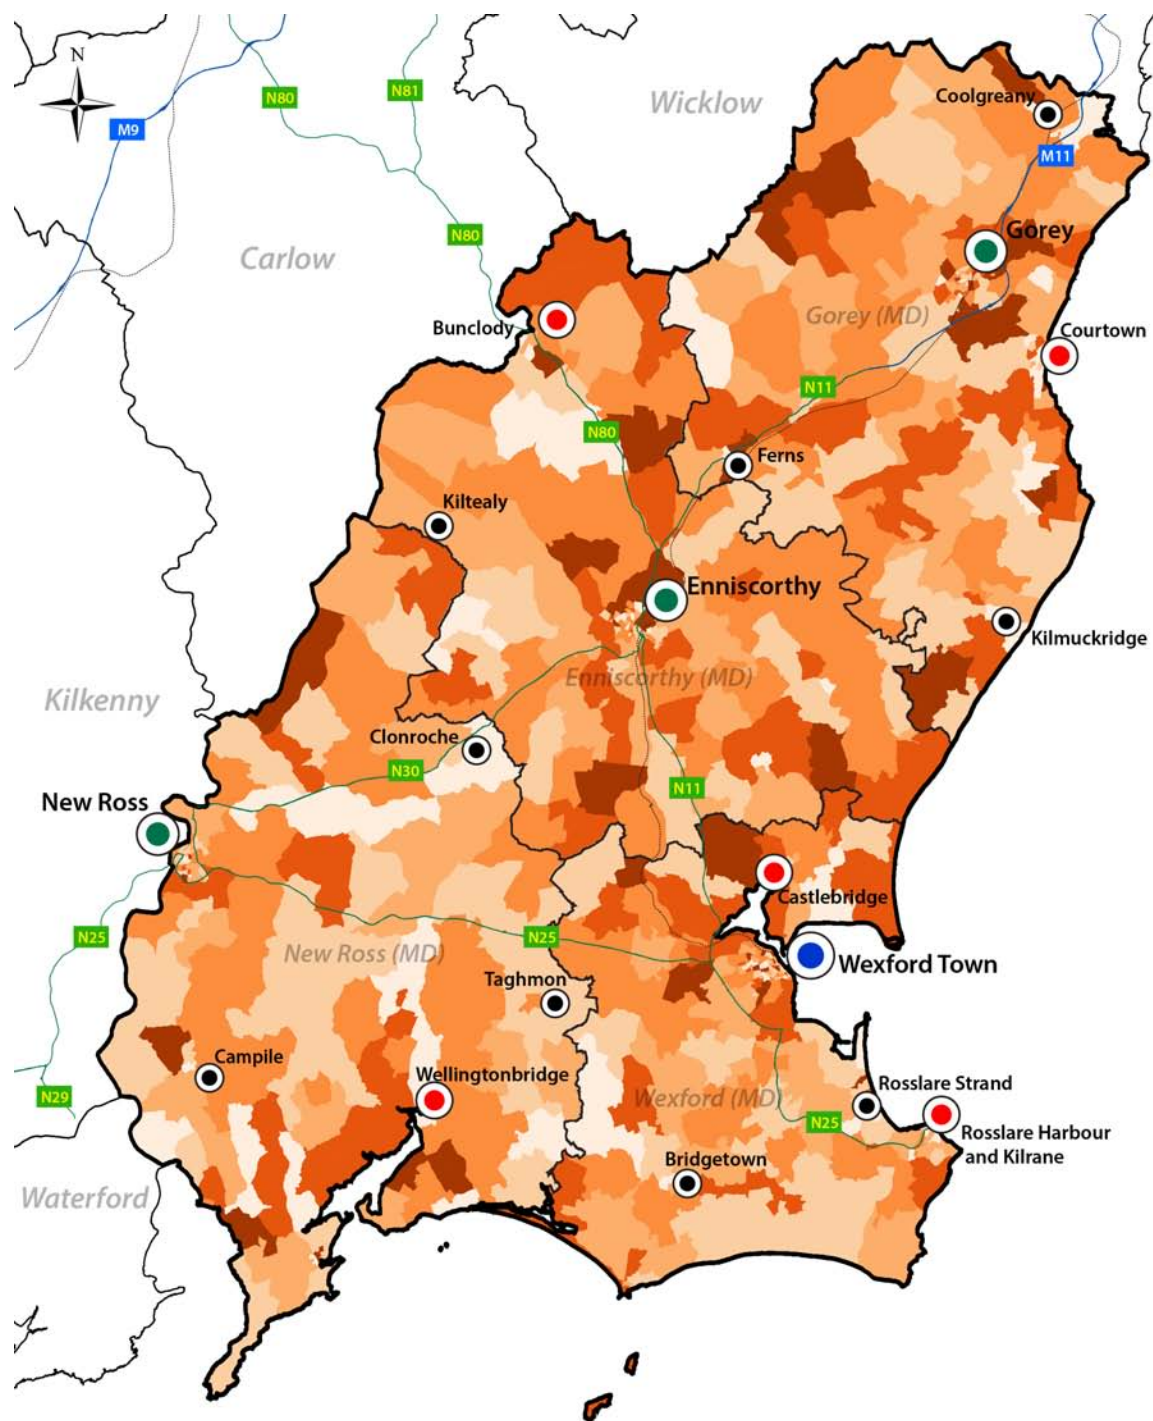 N
N80
N81
Wicklow
Coolgreany
M9
M11
N80
Carlow
Gorey
Gorey (MD)
Bunclody
Courtown
N11
N80
Ferns
Kiltealy
Enniscorthy
Kilmuckridge
Enniscorthy (MD)
Kilkenny
Clonroche
N30
N11
New Ross
Castlebridge
N25
N25
New Ross (MD)
Wexford Town
Taghmon
Campile
Wellingtonbridge
Rosslare Strand
N29
Wexford (MD)
N25
Rosslare Harbour
and Kilrane
Bridgetown
Waterford